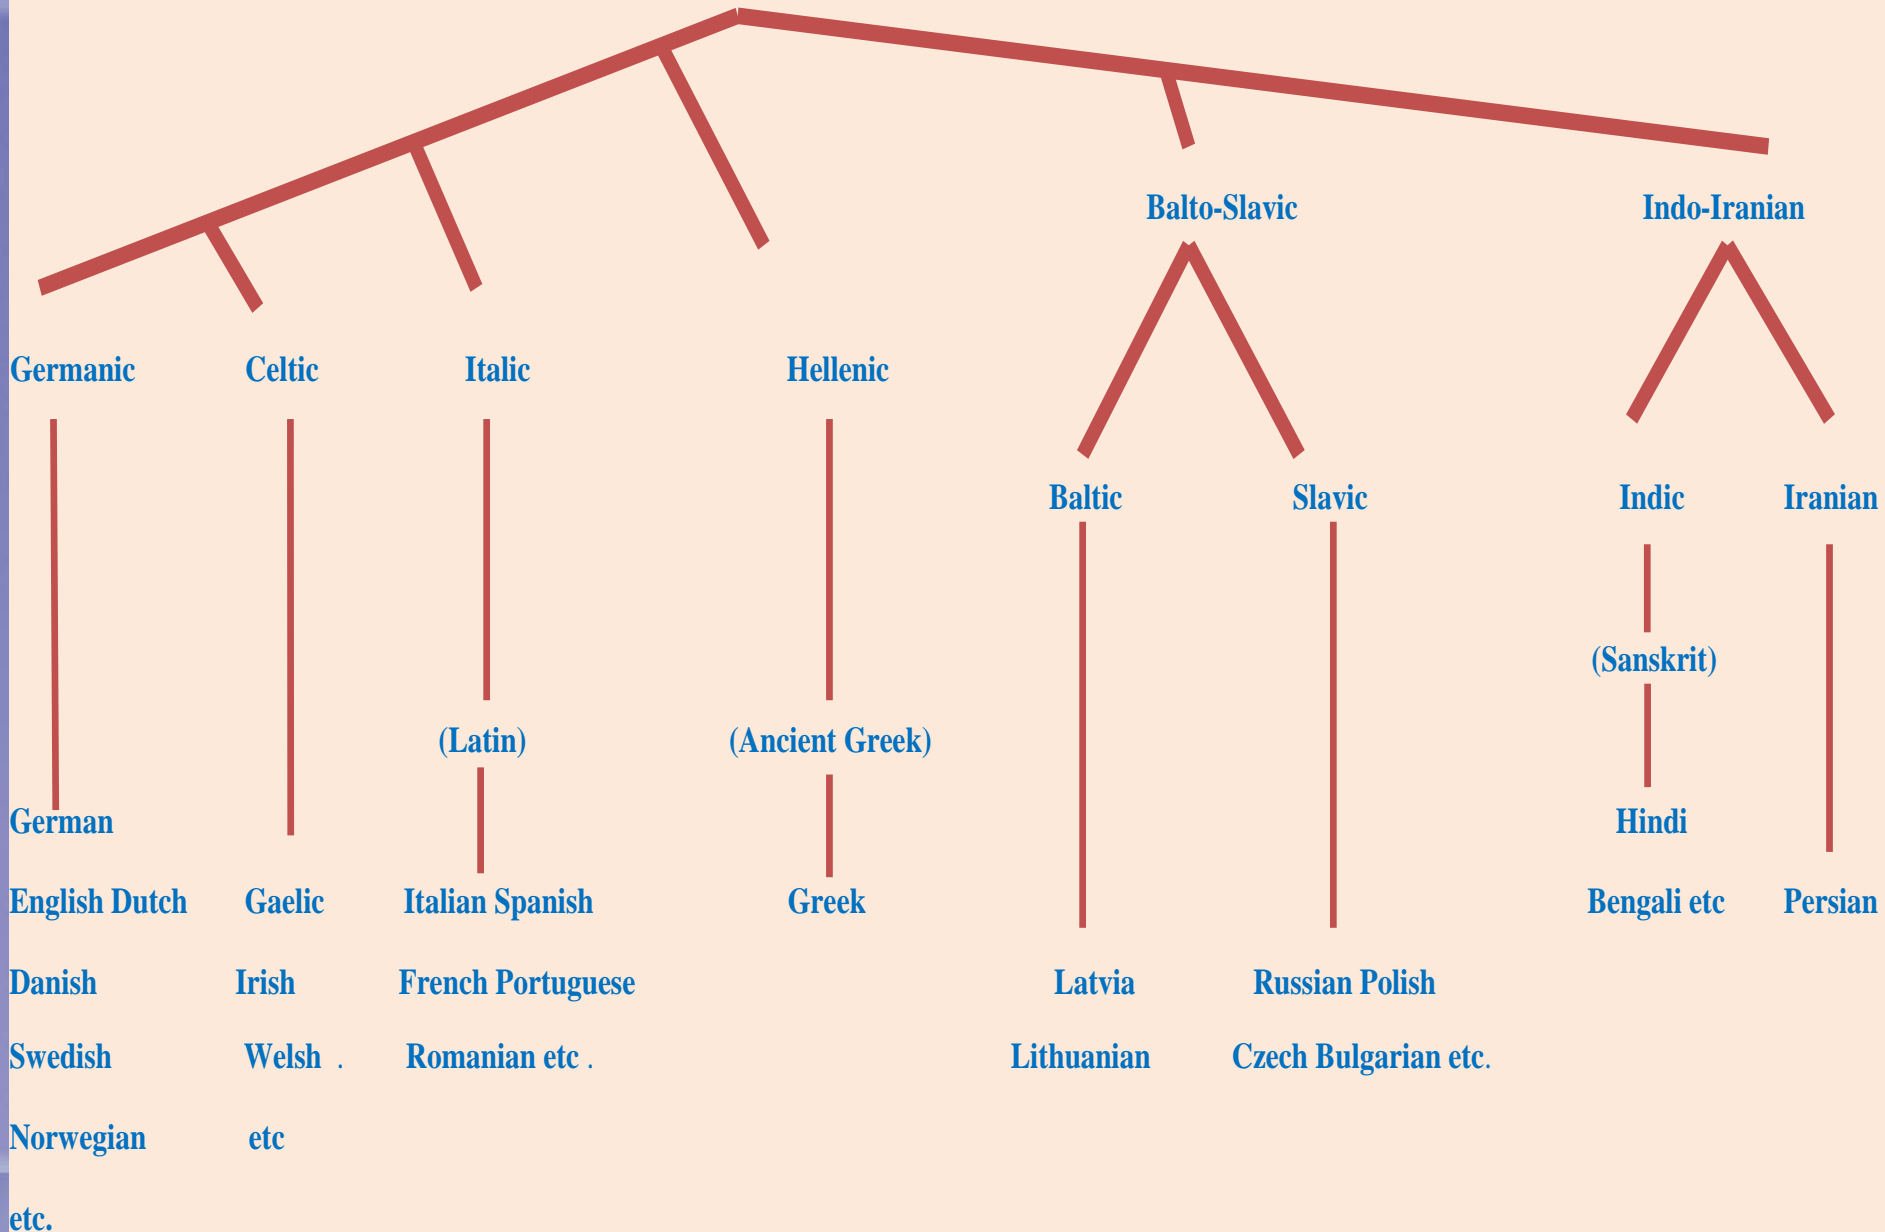 Balto-Slavic Indo-Iranian
Germanic Celtic Italic Hellenic
Baltic Slavic Indic Iranian
(Sanskrit)
(Latin) (Ancient Greek)
German Hindi
English Dutch Gaelic Italian Spanish Greek Bengali etc Persian
Danish Irish French Portuguese Latvia Russian Polish
Swedish Welsh . Romanian etc . Lithuanian Czech Bulgarian etc.
Norwegian etc
etc.